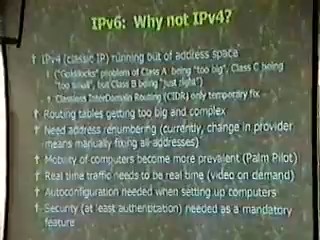 IPv6: Why not IPv4?
† IPv4 (classic IP) running out of address space
† ("Goldilocks" problem of Class A being "too big", Class C being
"too small", but Class B being "just right")
† Classless InterDomain Routing (CIDR) only temporary fix
† Routing tables getting too big and complex
† Need address renumbering (currently, change in provider
means manually fixing all addresses)
† Mobility of computers become more prevalent (Palm Pilot)
† Real time traffic needs to be real time (video on demand)
† Autoconfiguration needed when setting up computers
† Security (at least authentication) needed as a mandatory
feature